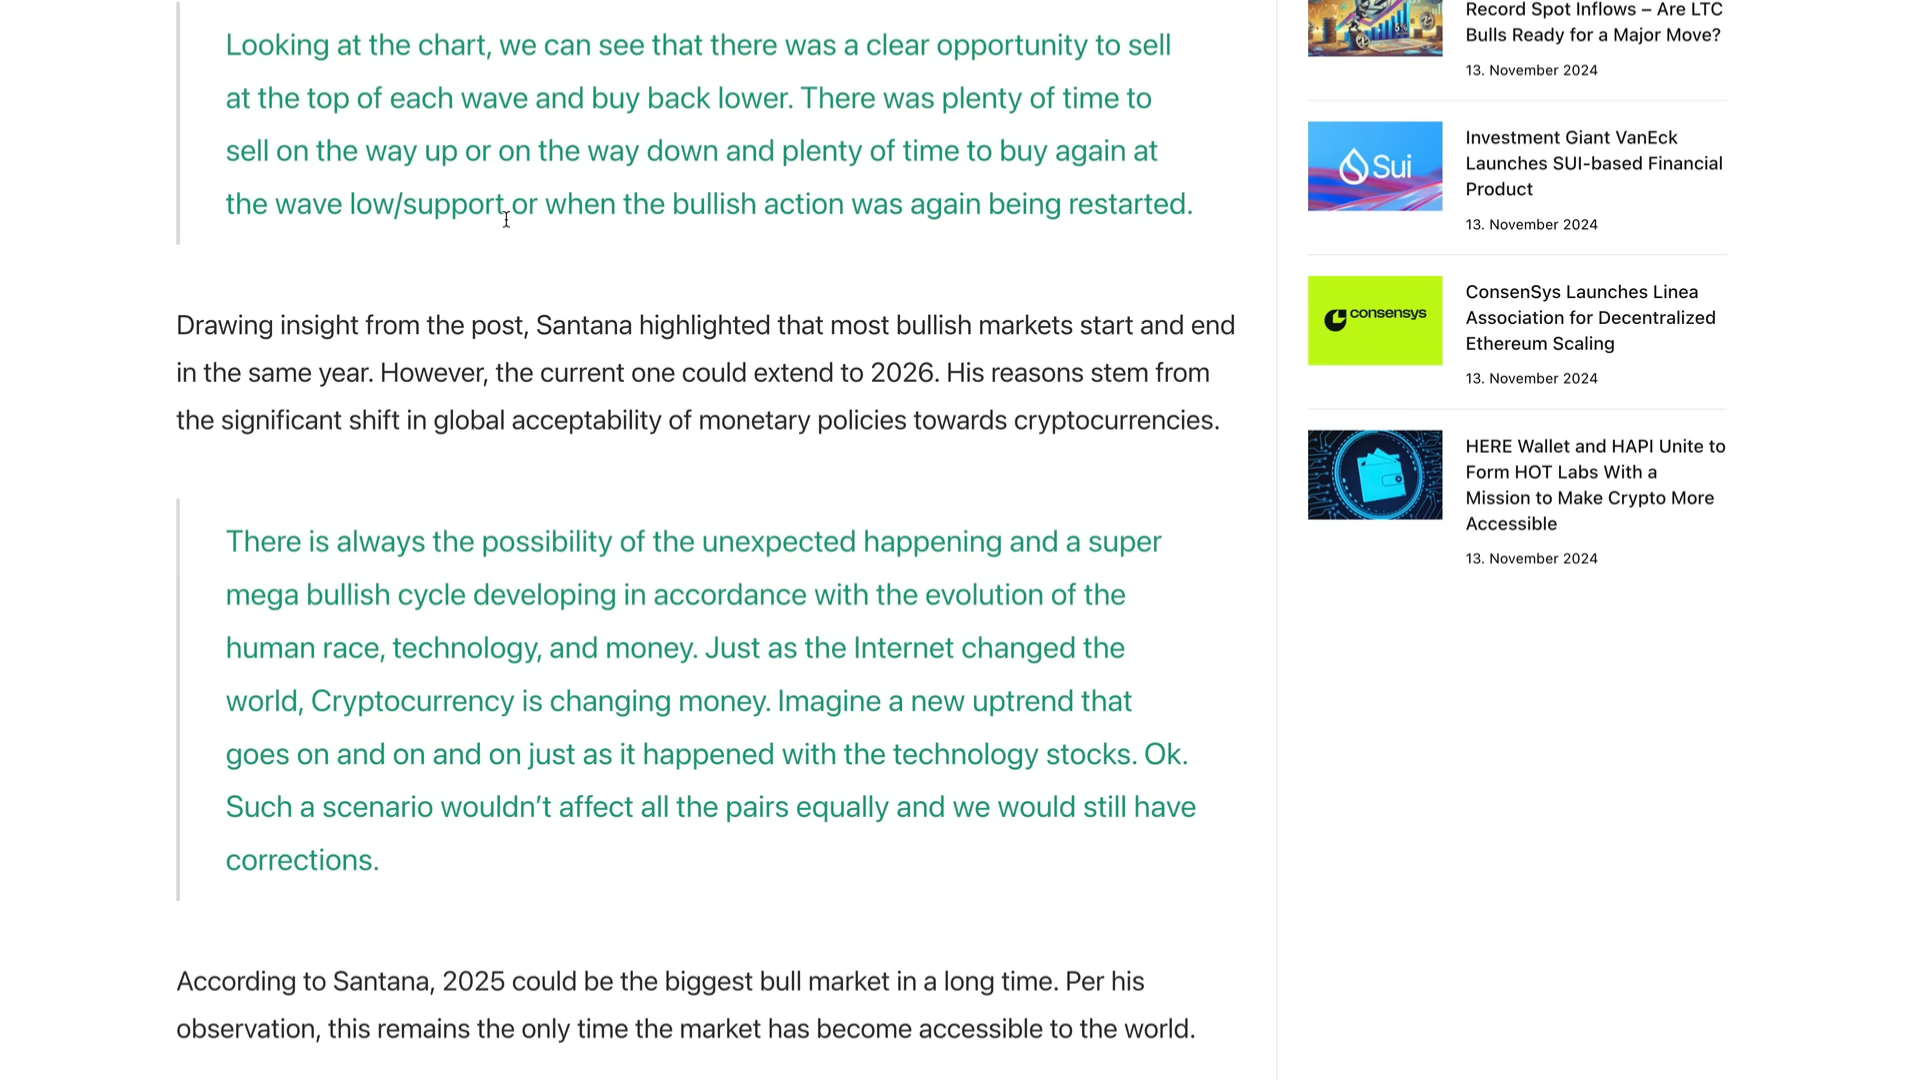 Looking at the chart, we can see that there was a clear opportunity to sell
at the top of each wave and buy back lower. There was plenty of time to
sell on the way up or on the way down and plenty of time to buy again at
the wave low/support or when the bullish action was again being restarted.
Drawing insight from the post, Santana highlighted that most bullish markets start and end
in the same year. However, the current one could extend to 2026. His reasons stem from
the significant shift in global acceptability of monetary policies towards cryptocurrencies.
There is always the possibility of the unexpected happening and a super
mega bullish cycle developing in accordance with the evolution of the
human race, technology, and money. Just as the Internet changed the
world, Cryptocurrency is changing money. Imagine a new uptrend that
goes on and on and on just as it happened with the technology stocks. Ok.
Such a scenario wouldn’t affect all the pairs equally and we would still have
corrections.
According to Santana, 2025 could be the biggest bull market in a long time. Per his
observation, this remains the only time the market has become accessible to the world.
Record Spot Inflows – Are LTC
Bulls Ready for a Major Move?
13. November 2024
Sui
Investment Giant VanEck
Launches SUI-based Financial
Product
13. November 2024
consensys
ConsenSys Launches Linea
Association for Decentralized
Ethereum Scaling
13. November 2024
HERE Wallet and HAPI Unite to
Form HOT Labs With a
Mission to Make Crypto More
Accessible
13. November 2024